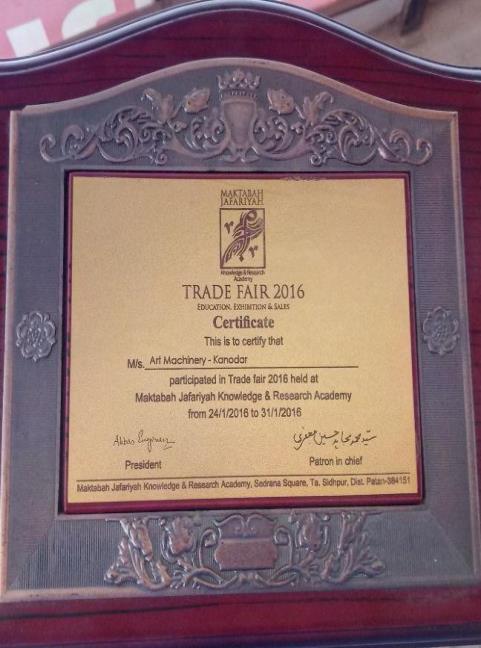 MAKTABAH
JAFARIYAH
Knowledge & Research
Academy
TRADE FAIR 2016
EDUCATION, EXHIBITION & SALES
Certificate
This is to certify that
M/s. Art Machinery - Kanodar
participated in Trade fair 2016 held at
Maktabah Jafariyah Knowledge & Research Academy
from 24/1/2016 to 31/1/2016
Abbas Engineer
President
Patron in chief
Maktabah Jafariyah Knowledge & Research Academy, Sedrana Square, Ta. Sidhpur, Dist. Patan-384151